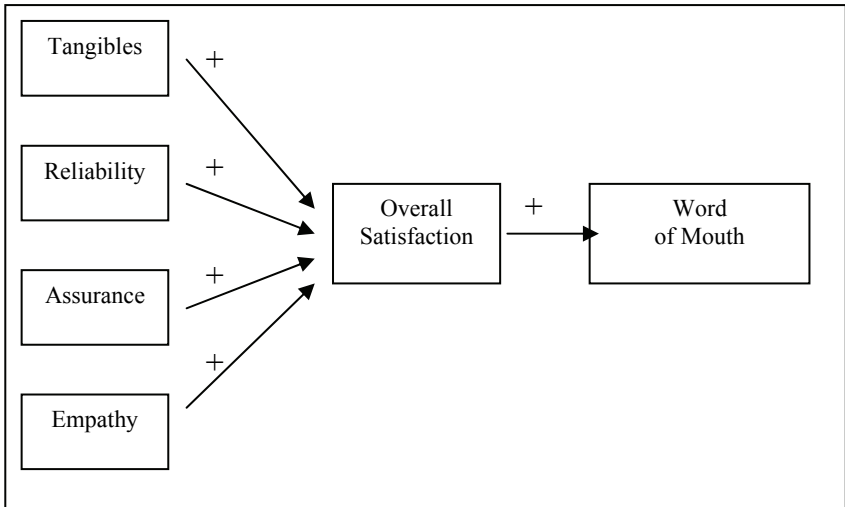 Tangibles
+
Reliability
+
Assurance
+
Empathy
+
Overall
Satisfaction
+
Word
of Mouth